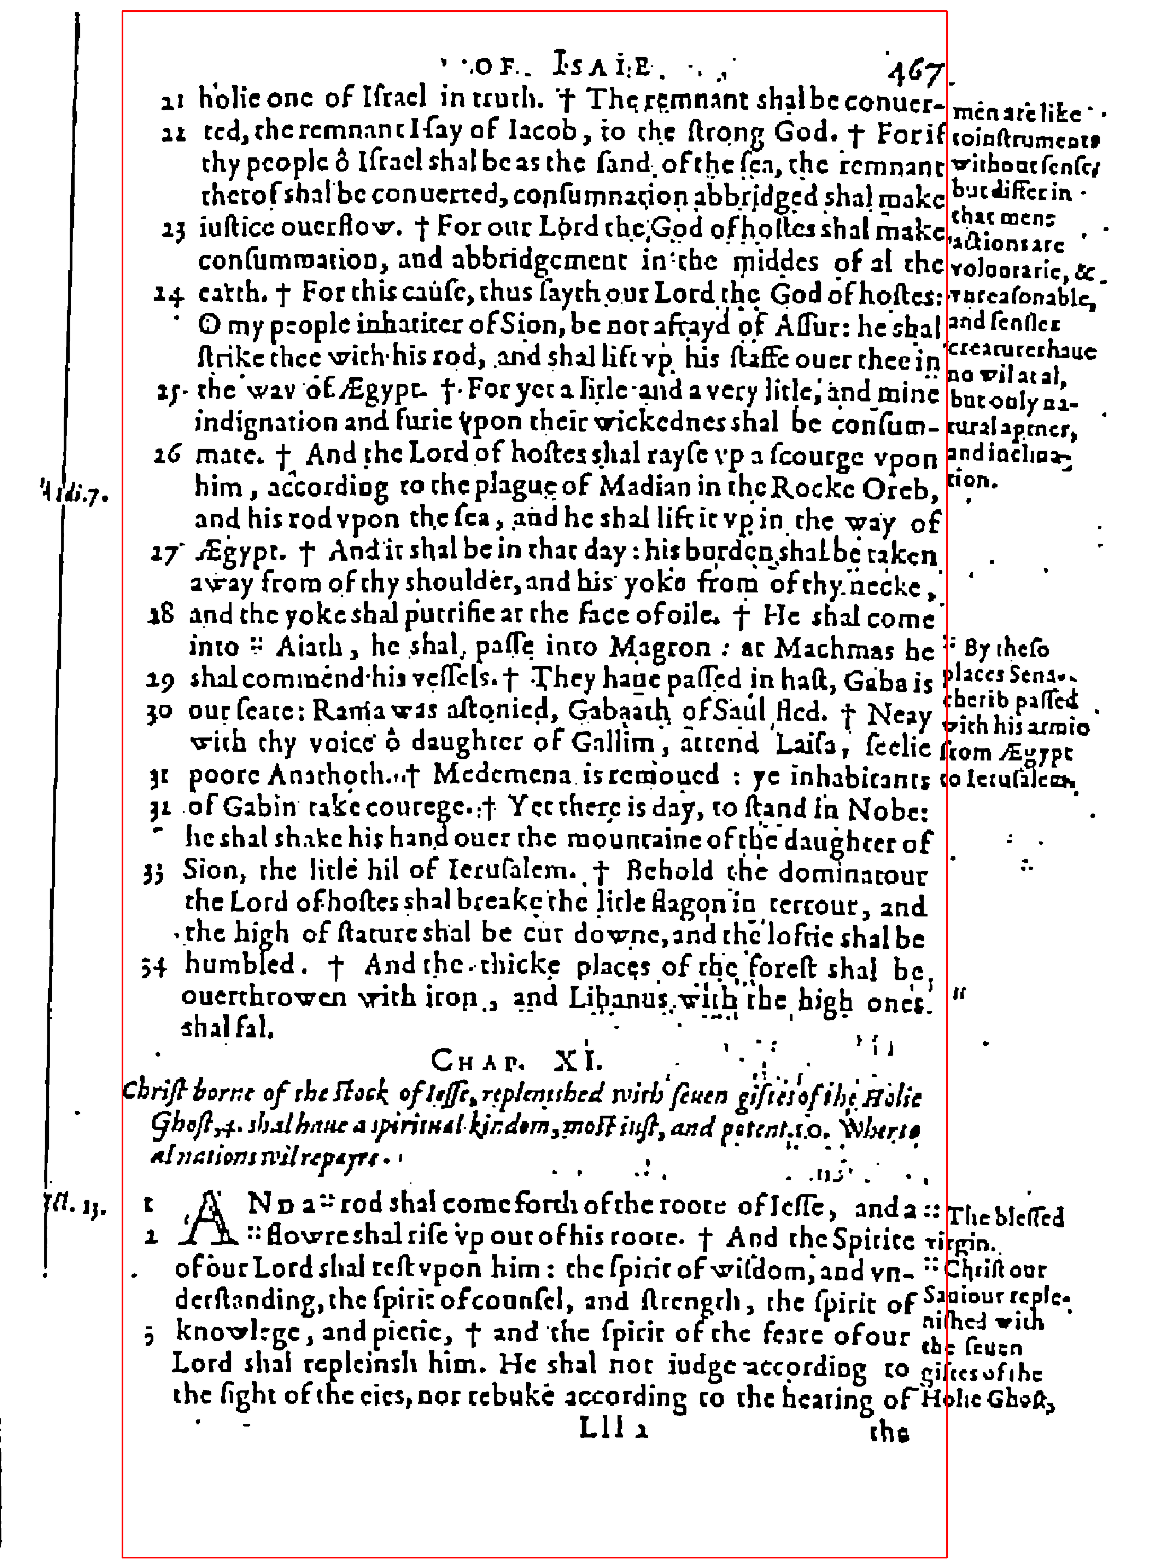 OF ISAIE. 467
21 holie one of Iſrael in truth. † The remnant shal be conuer-
22 ted, the remnant I ſay of Iacob, to the ſtrong God. † For if
thy people ô Iſrael shal be as the ſand of the ſea, the remnant
therof shal be conuerted, conſumnation abbridged shal make
23 iuſtice ouerflow. † For our Lord the God of hoſtes shal make
conſummation, and abbridgement in the middes of al the
24 earth. † For this cauſe, thus ſayth our Lord the God of hoſtes:
O my people inhabiter of Sion, be not afrayd of Aſſur: he shal
ſtrike thee with his rod, and shal lift vp his ſtaffe ouer thee in
25 the way of Ægypt. † For yet a litle and a very litle, and mine
indignation and furie vpon their wickednes shal be conſum-
26 mate. † And the Lord of hoſtes shal rayſe vp a ſcourge vpon
him, according to the plague of Madian in the Rocke Oreb,
and his rod vpon the ſea, and he shal lift it vp in the way of
27 Ægypt. † And it shal be in that day: his burden shal be taken
away from of thy shoulder, and his yoke from of thy necke,
28 and the yoke shal putrifie at the face of oile. † He shal come
into :: Aiath, he shal paſſe into Magron: at Machmas he
29 shal commend his veſſels. † They haue paſſed in haſt, Gaba is
30 our ſeate: Rama was aſtonied, Gabaath of Saul fled. † Neay
with thy voice ô daughter of Gallim, attend Laiſa, ſeelie
31 poore Anathoth. † Medemena is remoued: ye inhabitants
32 of Gabin take courege. † Yet there is day, to ſtand in Nobe:
he shal shake his hand ouer the mountaine of the daughter of
33 Sion, the litle hil of Ieruſalem. † Behold the dominatour
the Lord of hoſtes shal breake the litle flagon in terrour, and
the high of ſtature shal be cut downe, and the loftie shal be
34 humbled. † And the thicke places of the foreſt shal be
ouerthrowen with iron, and Libanus with the high ones
shal fal.
men are like
to inſtruments
without ſenſe,
but differ in
that mens
actions are
voluntarie, &
vnreaſonable,
and ſenſles
creatures haue
no wil at al,
but only na-
tural apetites,
and inclina-
tion.
:: By theſe
places Sena-
cherib paſſed
with his armie
from Ægypt
to Ieruſalem.
CHAP. XI.
Chriſt borne of the ſtock of Ieſſe, replenished with ſeuen giftes of the Holie
Ghoſt, 4. shal haue a spiritual kindom, moſt iuſt, and potent. 10. Wherto
al nations wil repayre.
1 AND a :: rod shal come forth of the roote of Ieſſe, and a
2 :: flowre shal riſe vp out of his roote. † And the Spirite
of our Lord shal reſt vpon him: the ſpirit of wiſdom, and vn-
derſtanding, the ſpirit of counſel, and ſtrength, the ſpirit of
3 knowlege, and pietie, † and the ſpirit of the feare of our
Lord shal repleinsh him. He shal not iudge according to
the ſight of the eies, nor rebuke according to the hearing of
:: The bleſſed
virgin.
:: Chriſt our
Sauiour reple-
nished with
the ſeuen
giftes of the
Holie Ghoſt,
Lll 2 the